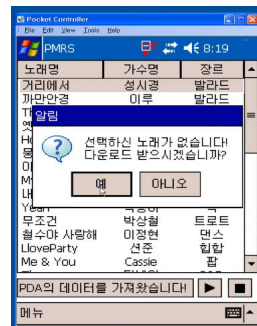 Pocket Controller
File Edit View Tools Help
PMRS 8:19
노래명 가수명 장르
거리에서 성시경 발라드
까만안경 이루 발라드
알림
선택하신 노래가 없습니다!
다운로드 받으시겠습니까?
예 아니오
무조건 박상철 트로트
철수야 사랑해 이정현 댄스
LloveParty 션준 힙합
Me & You Cassie 팝
PDA의 데이터를 가져왔습니다!
메뉴